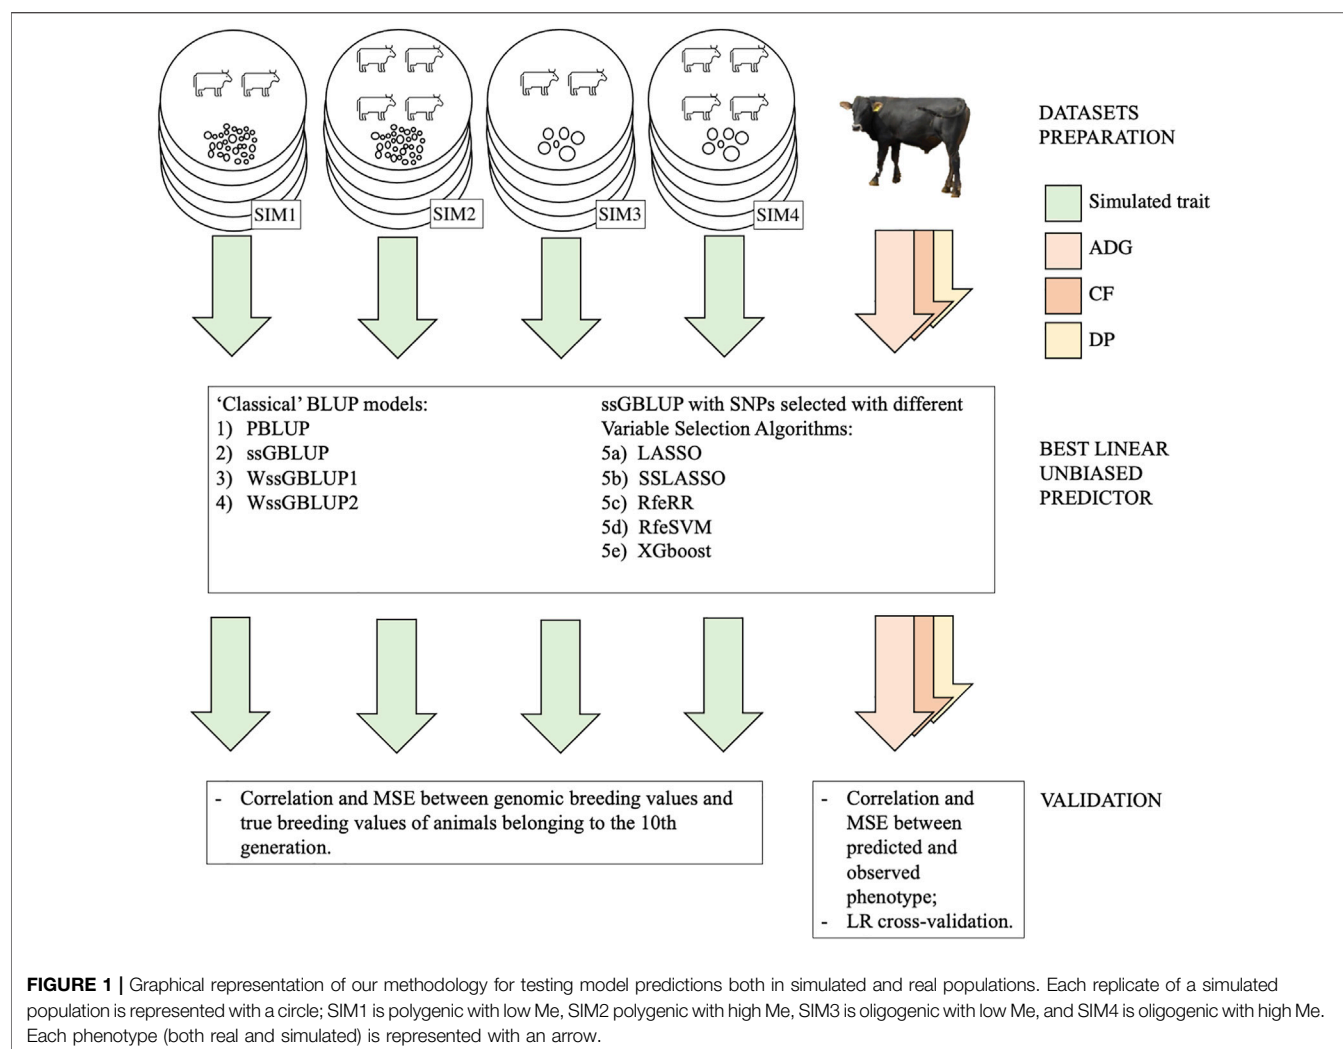 SIM1
SIM2
SIM3
SIM4
DATASETS
PREPARATION
Simulated trait
ADG
CF
DP
‘Classical’ BLUP models:
1) PBLUP
2) ssGBLUP
3) WssGBLUP1
4) WssGBLUP2
ssGBLUP with SNPs selected with different
Variable Selection Algorithms:
5a) LASSO
5b) SSLASSO
5c) RfeRR
5d) RfeSVM
5e) XGboost
BEST LINEAR
UNBIASED
PREDICTOR
- Correlation and MSE between genomic breeding values and
true breeding values of animals belonging to the 10th
generation.
- Correlation and
MSE between
predicted and
observed
phenotype;
- LR cross-validation.
VALIDATION
FIGURE 1 | Graphical representation of our methodology for testing model predictions both in simulated and real populations. Each replicate of a simulated
population is represented with a circle; SIM1 is polygenic with low Me, SIM2 polygenic with high Me, SIM3 is oligogenic with low Me, and SIM4 is oligogenic with high Me.
Each phenotype (both real and simulated) is represented with an arrow.